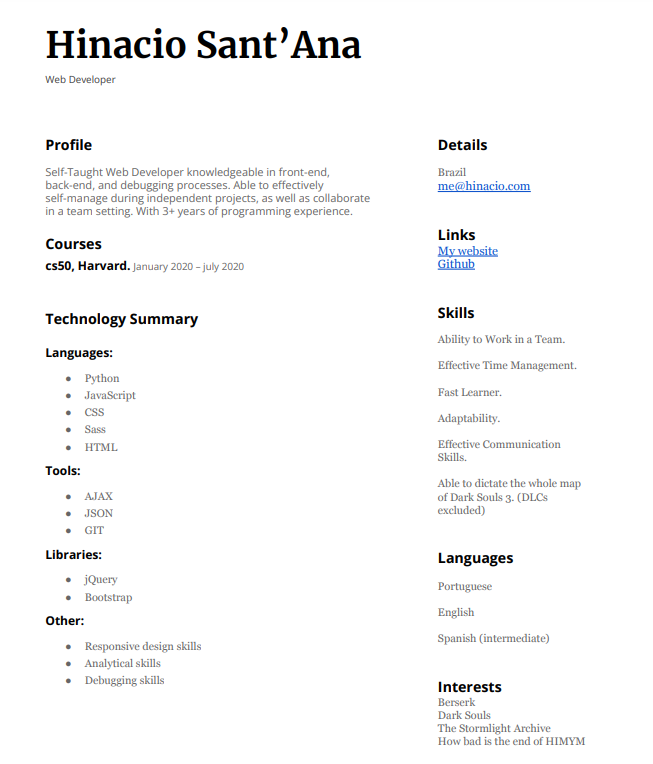 Hinacio Sant’Ana
Web Developer
Profile
Self-Taught Web Developer knowledgeable in front-end,
back-end, and debugging processes. Able to effectively
self-manage during independent projects, as well as collaborate
in a team setting. With 3+ years of programming experience.
Courses
cs50, Harvard. January 2020 – july 2020
Technology Summary
Languages:
● Python
● JavaScript
● CSS
● Sass
● HTML
Tools:
● AJAX
● JSON
● GIT
Libraries:
● jQuery
● Bootstrap
Other:
● Responsive design skills
● Analytical skills
● Debugging skills
Details
Brazil
me@hinacio.com
Links
My website
Github
Skills
Ability to Work in a Team.
Effective Time Management.
Fast Learner.
Adaptability.
Effective Communication
Skills.
Able to dictate the whole map
of Dark Souls 3. (DLCs
excluded)
Languages
Portuguese
English
Spanish (intermediate)
Interests
Berserk
Dark Souls
The Stormlight Archive
How bad is the end of HIMYM